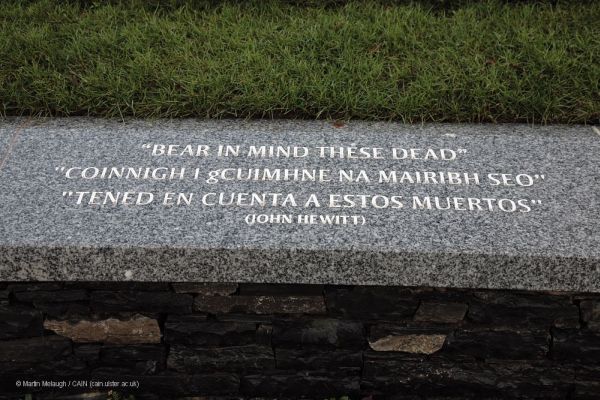 “BEAR IN MIND THESE DEAD”
"COINNIGH I gCUIMHNE NA MAIRIBH SEO"
"TENED EN CUENTA A ESTOS MUERTOS"
(JOHN HEWITT)
© Martin Melaugh / CAIN (cain.ulster.ac.uk)